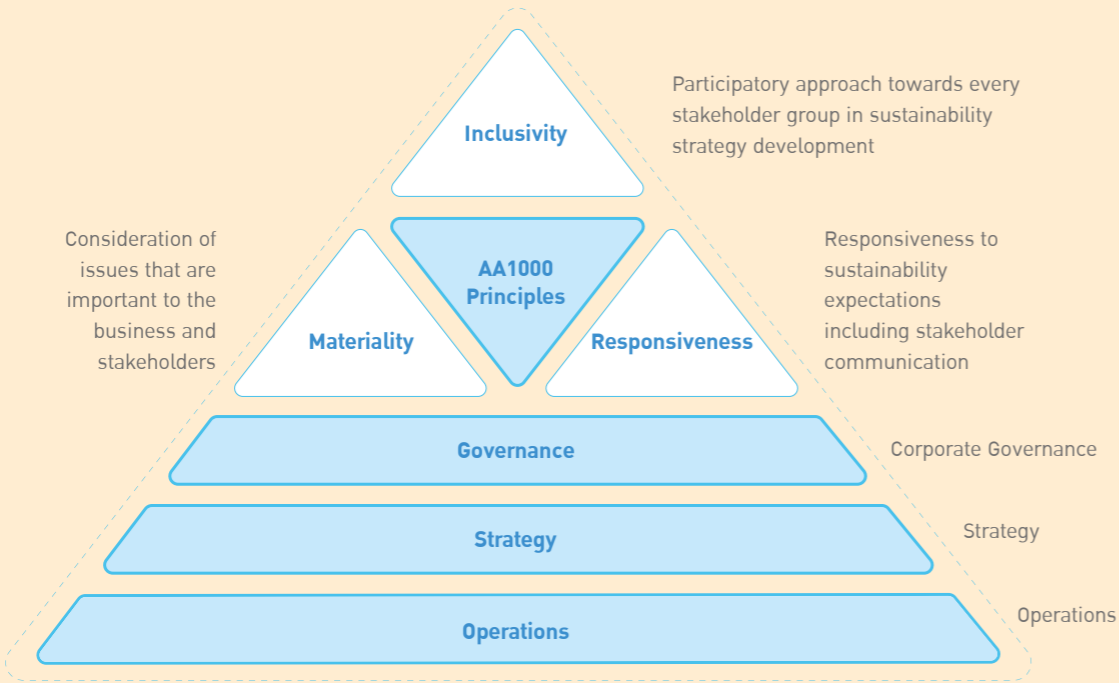 Inclusivity
Participatory approach towards every
stakeholder group in sustainability
strategy development
Consideration of
issues that are
important to the
business and
stakeholders
AA1000
Principles
Materiality
Responsiveness
Responsiveness to
sustainability
expectations
including stakeholder
communication
Governance
Corporate Governance
Strategy
Strategy
Operations
Operations